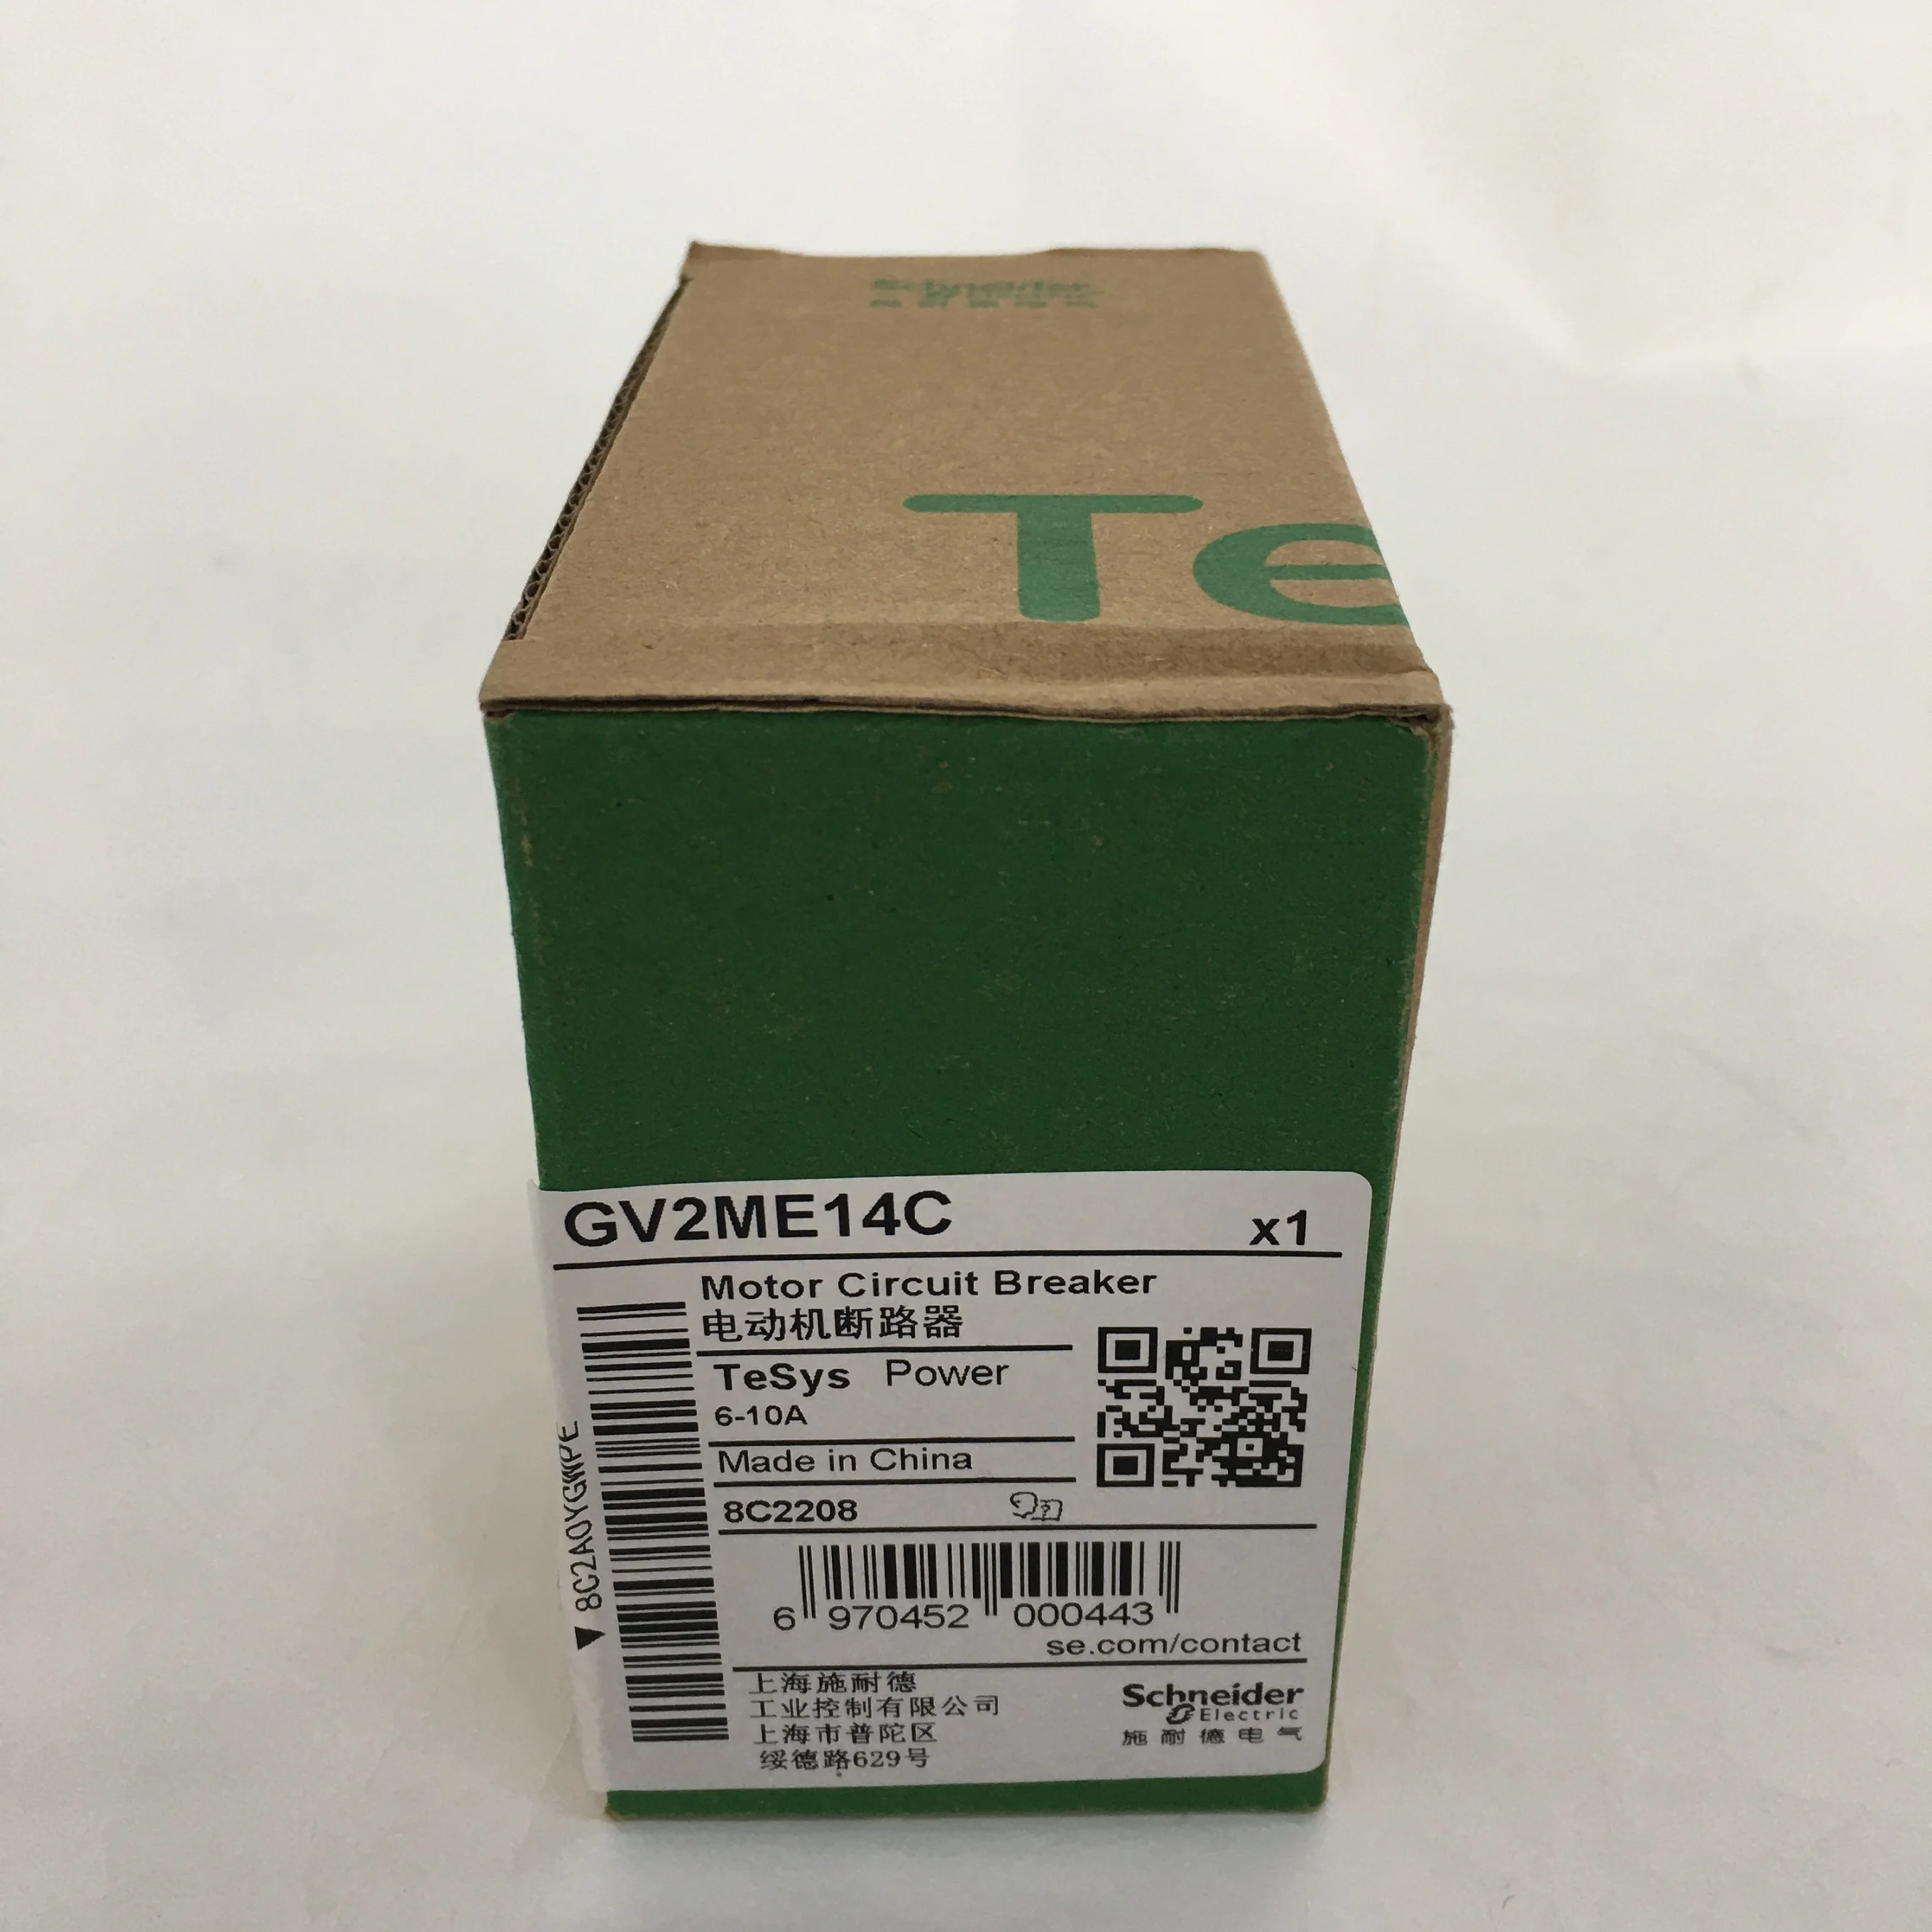 Te
GV2ME14C x1
Motor Circuit Breaker
电动机断路器
TeSys Power
6-10A
Made in China
8C2208
8C2A0YGWPE
6 970452 000443
se.com/contact
上海施耐德
工业控制有限公司
上海市普陀区
绥德路629号
Schneider
Electric
施耐德电气